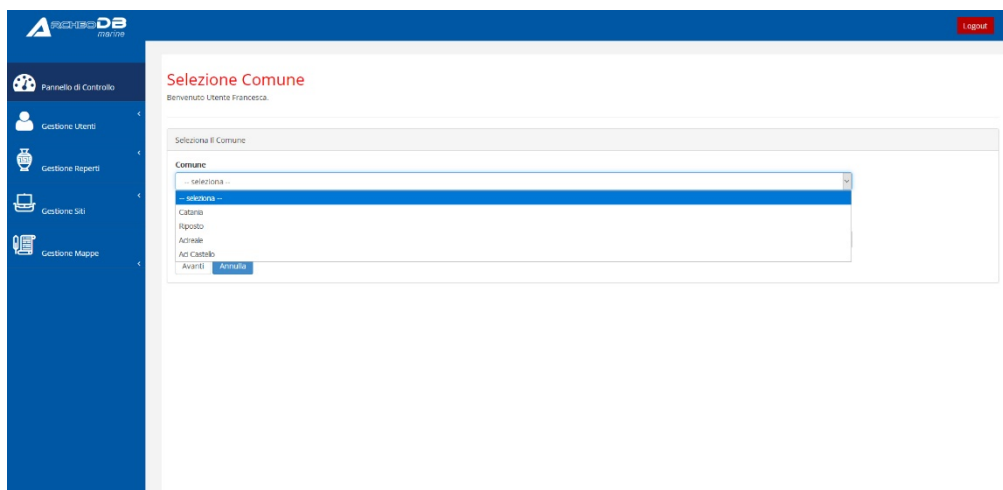 ARCHEODB
marine
Logout
Pannello di Controllo
Gestione Utenti
Gestione Reperti
Gestione Siti
Gestione Mappe
Selezione Comune
Benvenuto Utente Francesca.
Seleziona Il Comune
Comune
-- seleziona --
-- seleziona --
Catania
Riposto
Acireale
Aci Castello
Avanti Annulla